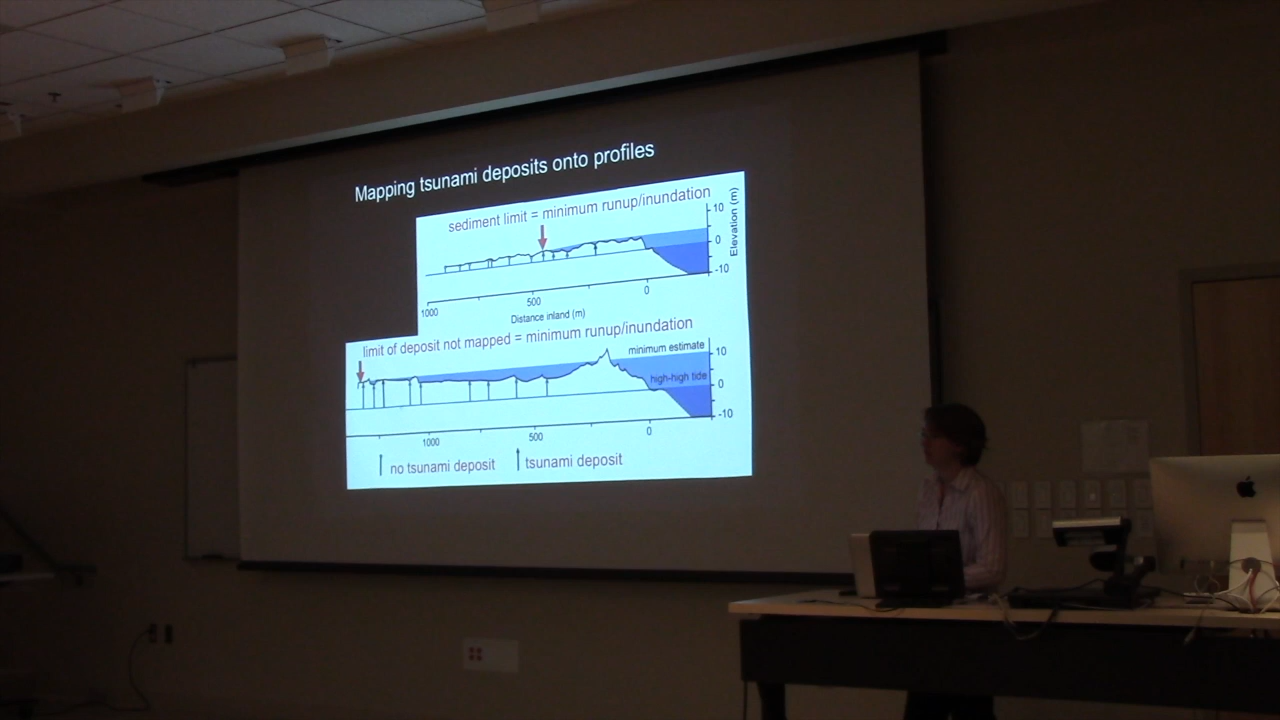 Mapping tsunami deposits onto profiles
sediment limit = minimum runup/inundation
10
0
-10
Elevation (m)
1000
500
0
Distance inland (m)
limit of deposit not mapped = minimum runup/inundation
minimum estimate
high-high tide
10
0
-10
1000
500
0
no tsunami deposit
tsunami deposit